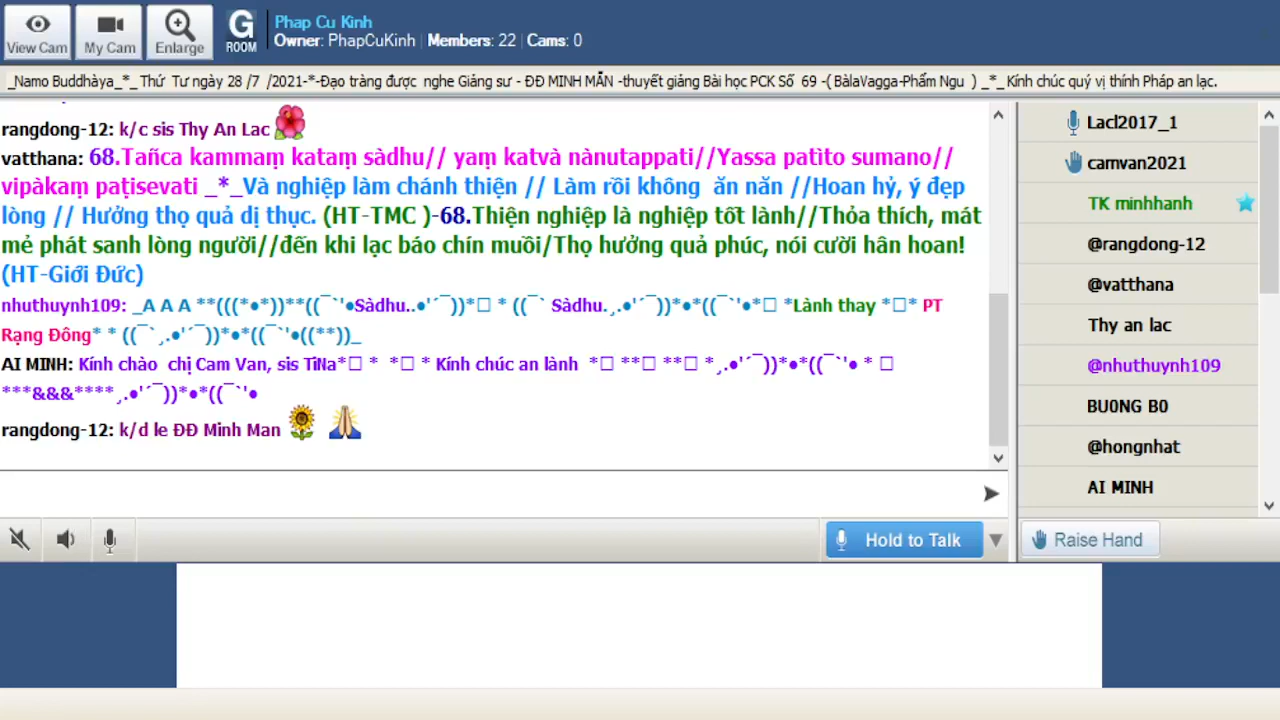 View Cam
My Cam
Enlarge
G
ROOM
Phap Cu Kinh
Owner: PhapCuKinh | Members: 22 | Cams: 0
_Namo Buddhàya_*_Thứ Tư ngày 28 /7 /2021-*-Đạo tràng được nghe Giảng sư - ĐĐ MINH MẪN -thuyết giảng Bài học PCK Số 69 -( BàlaVagga-Phẩm Ngu ) _*_Kính chúc quý vị thính Pháp an lạc.
rangdong-12: k/c sis Thy An Lac
vatthana: 68.Tañca kammaṃ kataṃ sàdhu// yaṃ katvà nànutappati//Yassa patìto sumano//
vipàkaṃ paṭisevati _*_Và nghiệp làm chánh thiện // Làm rồi không ăn năn //Hoan hỷ, ý đẹp
lòng // Hưởng thọ quả dị thục. (HT-TMC )-68.Thiện nghiệp là nghiệp tốt lành//Thỏa thích, mát
mẻ phát sanh lòng người//đến khi lạc báo chín muồi/Thọ hưởng quả phúc, nói cười hân hoan!
(HT-Giới Đức)
nhuthuynh109: _A A A **(((*•*))**((¯`'•Sàdhu..•'´¯))*□ * ((¯` Sàdhu.¸.•'´¯))*•*((¯`'•*□ *Lành thay *□* PT
Rạng Đông* * ((¯`¸.•'´¯))*•*((¯`'•((**))_
AI MINH: Kính chào chị Cam Van, sis TiNa*□ * *□ * Kính chúc an lành *□ **□ **□ *¸.•'´¯))*•*((¯`'• * □
***&&&****¸.•'´¯))*•*((¯`'•
rangdong-12: k/d le ĐĐ Minh Man
Hold to Talk
Lacl2017_1
camvan2021
TK minhhanh
@rangdong-12
@vatthana
Thy an lac
@nhuthuynh109
BU0NG B0
@hongnhat
AI MINH
Raise Hand